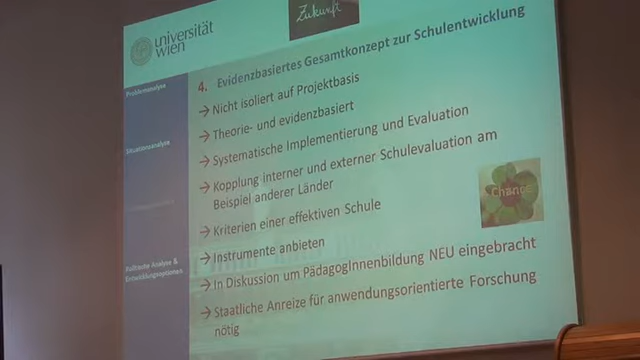 Zukunft
universität
wien
4. Evidenzbasiertes Gesamtkonzept zur Schulentwicklung
Problemanalyse
→ Nicht isoliert auf Projektbasis
→ Theorie- und evidenzbasiert
Situationsanalyse
→ Systematische Implementierung und Evaluation
→ Kopplung interner und externer Schulevaluation am
Beispiel anderer Länder
Chance
→ Kriterien einer effektiven Schule
→ Instrumente anbieten
Politische Analyse &
Entwicklungsoptionen
→ In Diskussion um PädagogInnenbildung NEU eingebracht
→ Staatliche Anreize für anwendungsorientierte Forschung
nötig